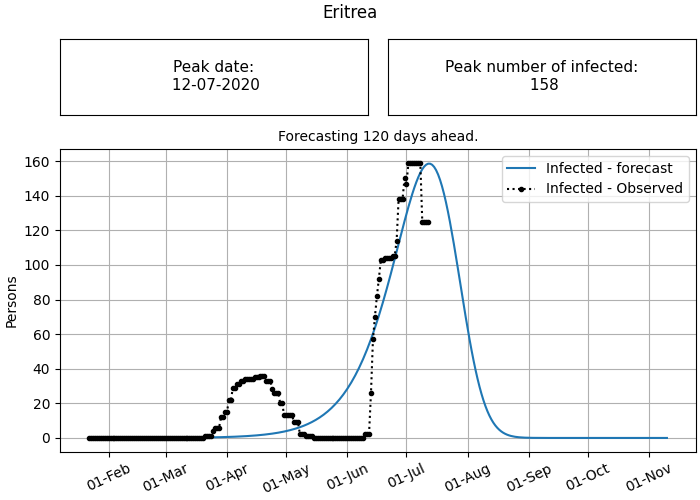 Eritrea
Peak date:
12-07-2020
Peak number of infected:
158
Forecasting 120 days ahead.
Infected - forecast
Infected - Observed
Persons
160
140
120
100
80
60
40
20
0
01-Feb
01-Mar
01-Apr
01-May
01-Jun
01-Jul
01-Aug
01-Sep
01-Oct
01-Nov